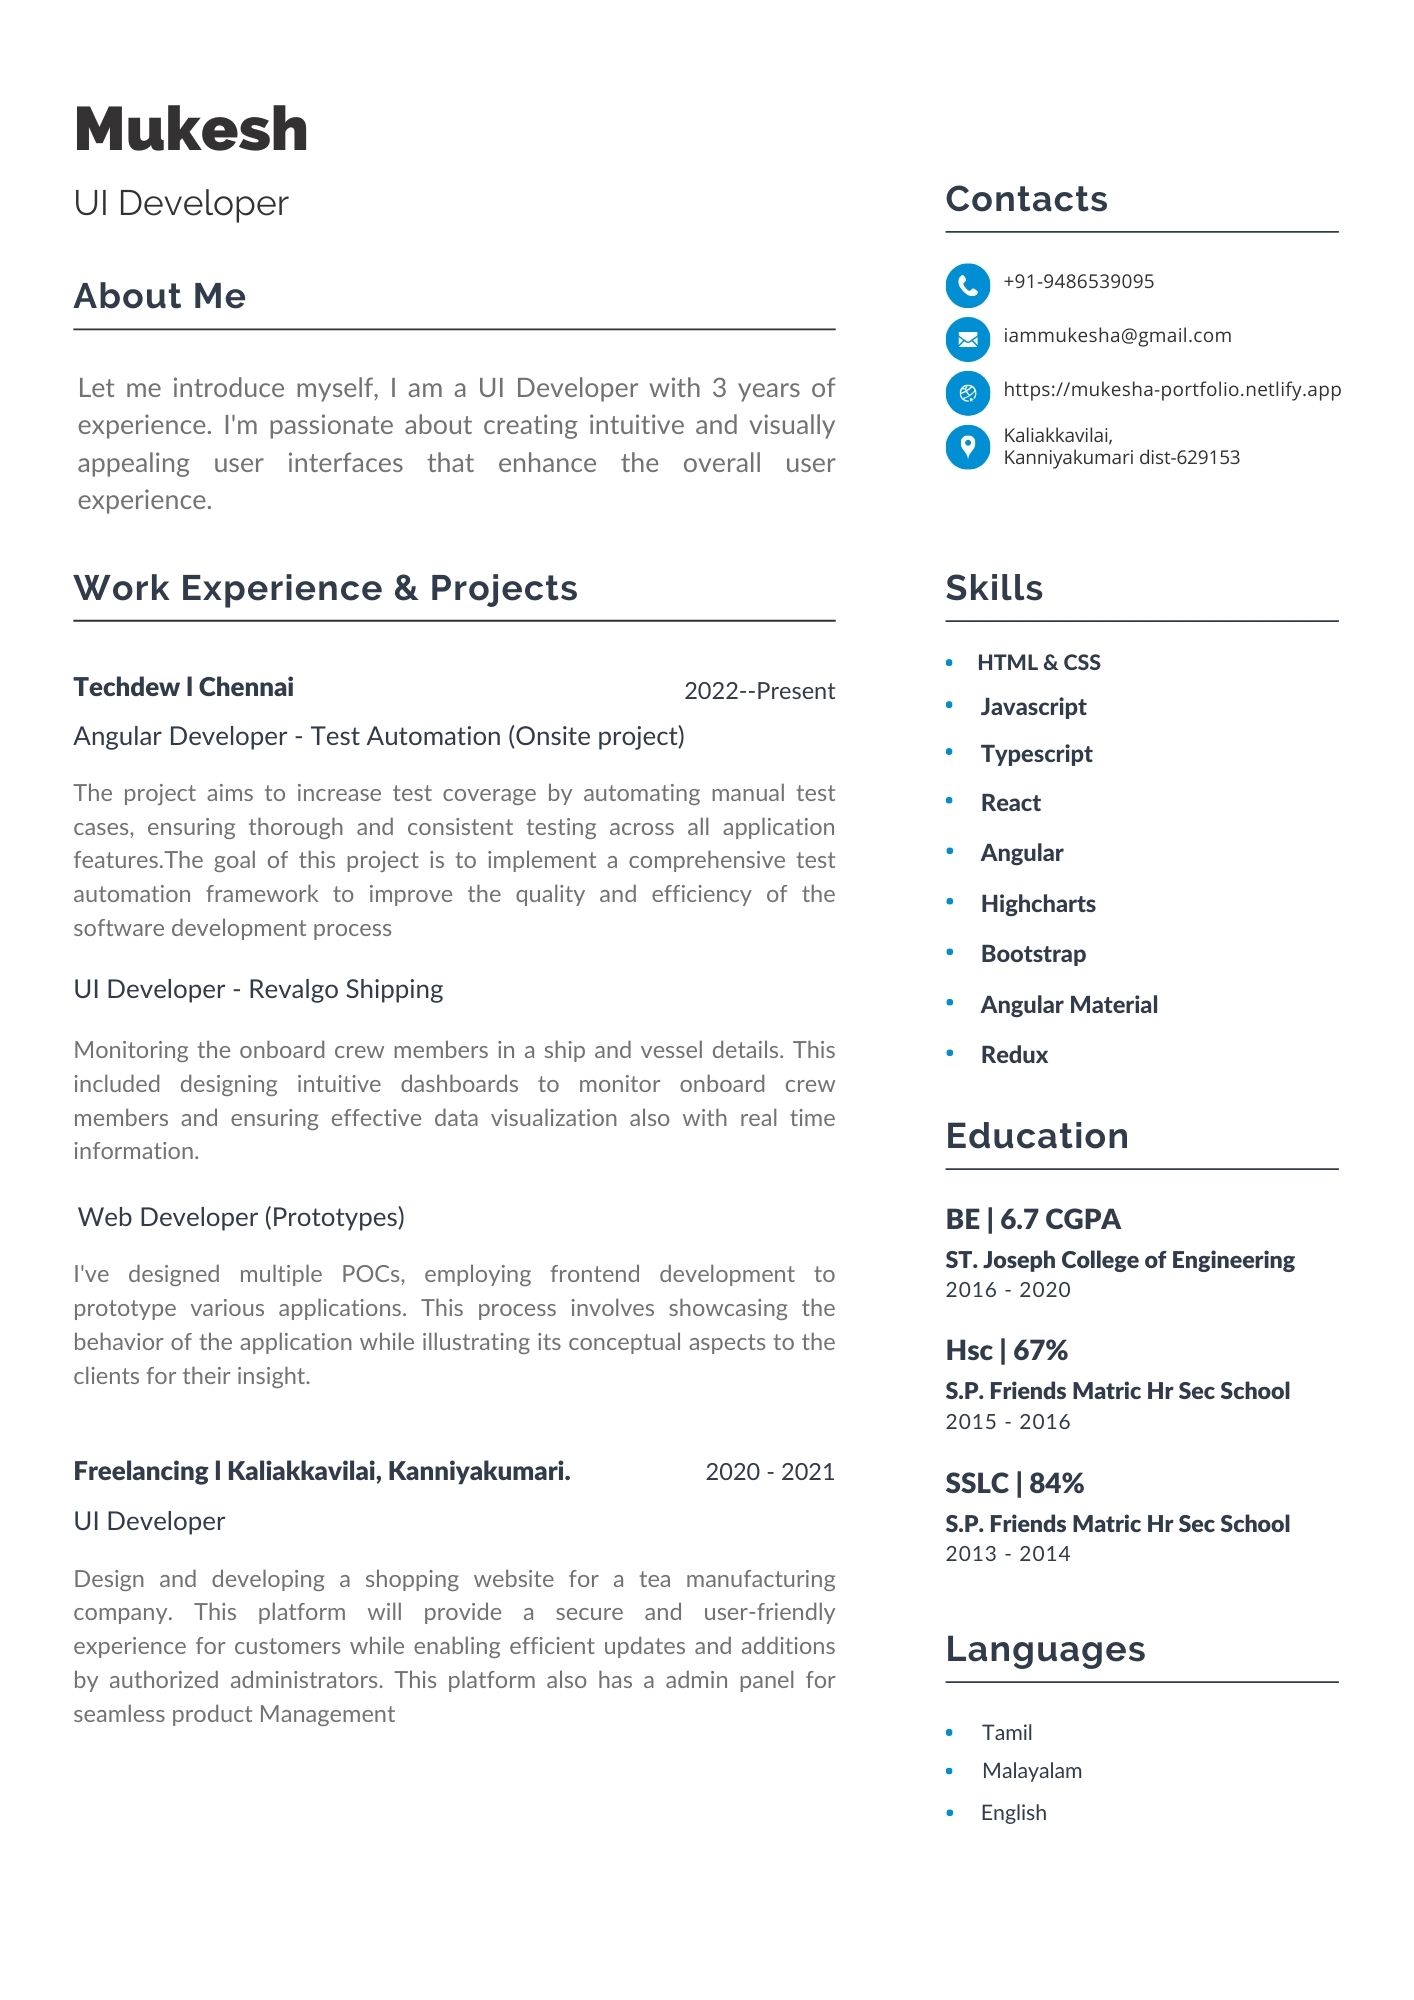 Mukesh
UI Developer
About Me
Let me introduce myself, I am a UI Developer with 3 years of
experience. I'm passionate about creating intuitive and visually
appealing user interfaces that enhance the overall user
experience.
Work Experience & Projects
Techdew l Chennai
2022--Present
Angular Developer - Test Automation (Onsite project)
The project aims to increase test coverage by automating manual test
cases, ensuring thorough and consistent testing across all application
features.The goal of this project is to implement a comprehensive test
automation framework to improve the quality and efficiency of the
software development process
UI Developer - Revalgo Shipping
Monitoring the onboard crew members in a ship and vessel details. This
included designing intuitive dashboards to monitor onboard crew
members and ensuring effective data visualization also with real time
information.
Web Developer (Prototypes)
I've designed multiple POCs, employing frontend development to
prototype various applications. This process involves showcasing the
behavior of the application while illustrating its conceptual aspects to the
clients for their insight.
Freelancing l Kaliakkavilai, Kanniyakumari.
2020 - 2021
UI Developer
Design and developing a shopping website for a tea manufacturing
company. This platform will provide a secure and user-friendly
experience for customers while enabling efficient updates and additions
by authorized administrators. This platform also has a admin panel for
seamless product Management
Contacts
+91-9486539095
iammukesha@gmail.com
https://mukesha-portfolio.netlify.app
Kaliakkavilai,
Kanniyakumari dist-629153
Skills
• HTML & CSS
• Javascript
• Typescript
• React
• Angular
• Highcharts
• Bootstrap
• Angular Material
• Redux
Education
BE | 6.7 CGPA
ST. Joseph College of Engineering
2016 - 2020
Hsc | 67%
S.P. Friends Matric Hr Sec School
2015 - 2016
SSLC | 84%
S.P. Friends Matric Hr Sec School
2013 - 2014
Languages
• Tamil
• Malayalam
• English